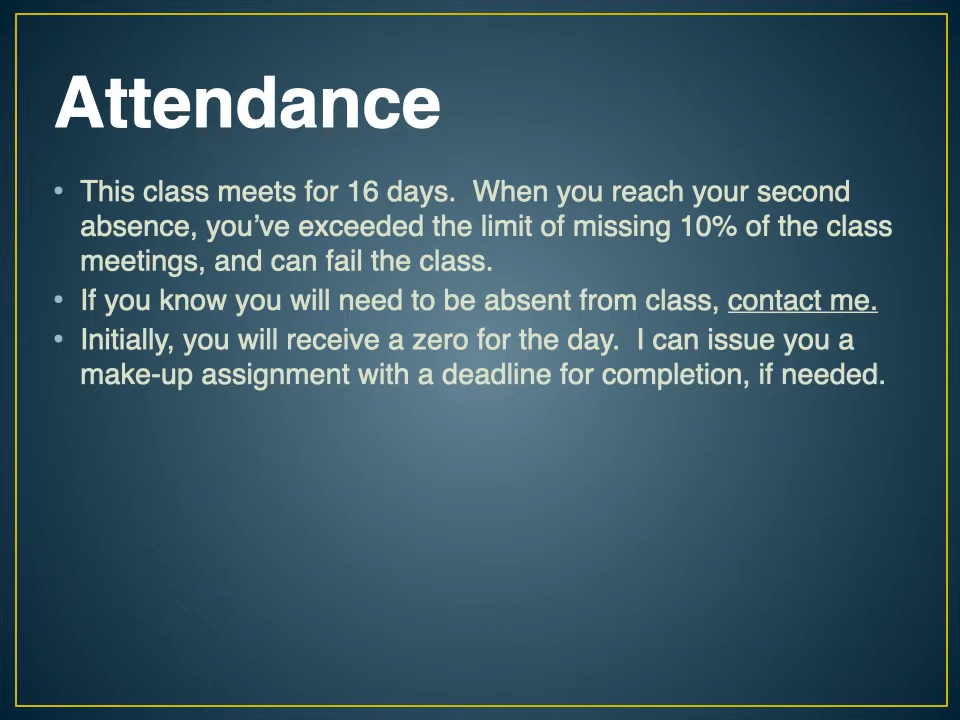 Attendance
• This class meets for 16 days.  When you reach your second
absence, you’ve exceeded the limit of missing 10% of the class
meetings, and can fail the class.
• If you know you will need to be absent from class, contact me.
• Initially, you will receive a zero for the day.  I can issue you a
make-up assignment with a deadline for completion, if needed.